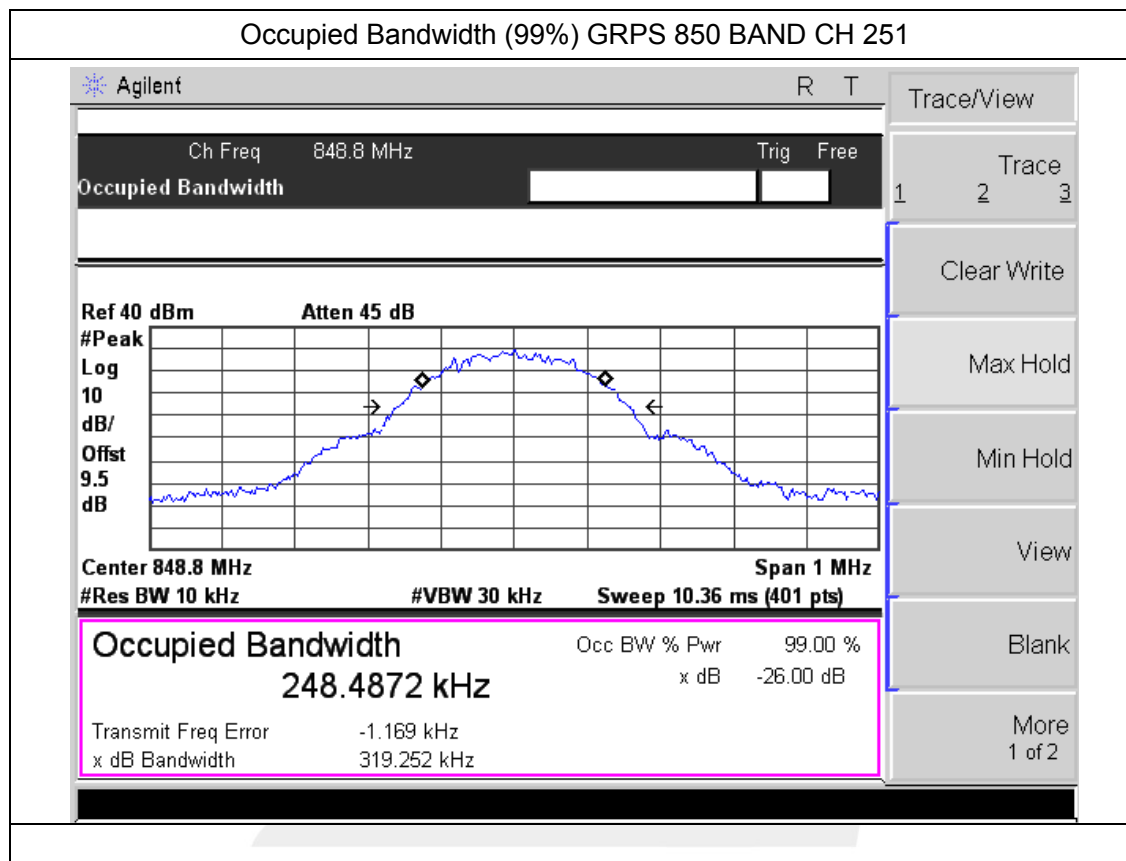 Occupied Bandwidth (99%) GRPS 850 BAND CH 251
Agilent R T
Trace/View
Ch Freq 848.8 MHz Trig Free
Occupied Bandwidth
Trace
1 2 3
Clear Write
Max Hold
Min Hold
View
Blank
More
1 of 2
Ref 40 dBm Atten 45 dB
#Peak
Log
10
dB/
Offst
9.5
dB
Center 848.8 MHz Span 1 MHz
#Res BW 10 kHz #VBW 30 kHz Sweep 10.36 ms (401 pts)
Occupied Bandwidth Occ BW % Pwr 99.00 %
248.4872 kHz x dB -26.00 dB
Transmit Freq Error -1.169 kHz
x dB Bandwidth 319.252 kHz